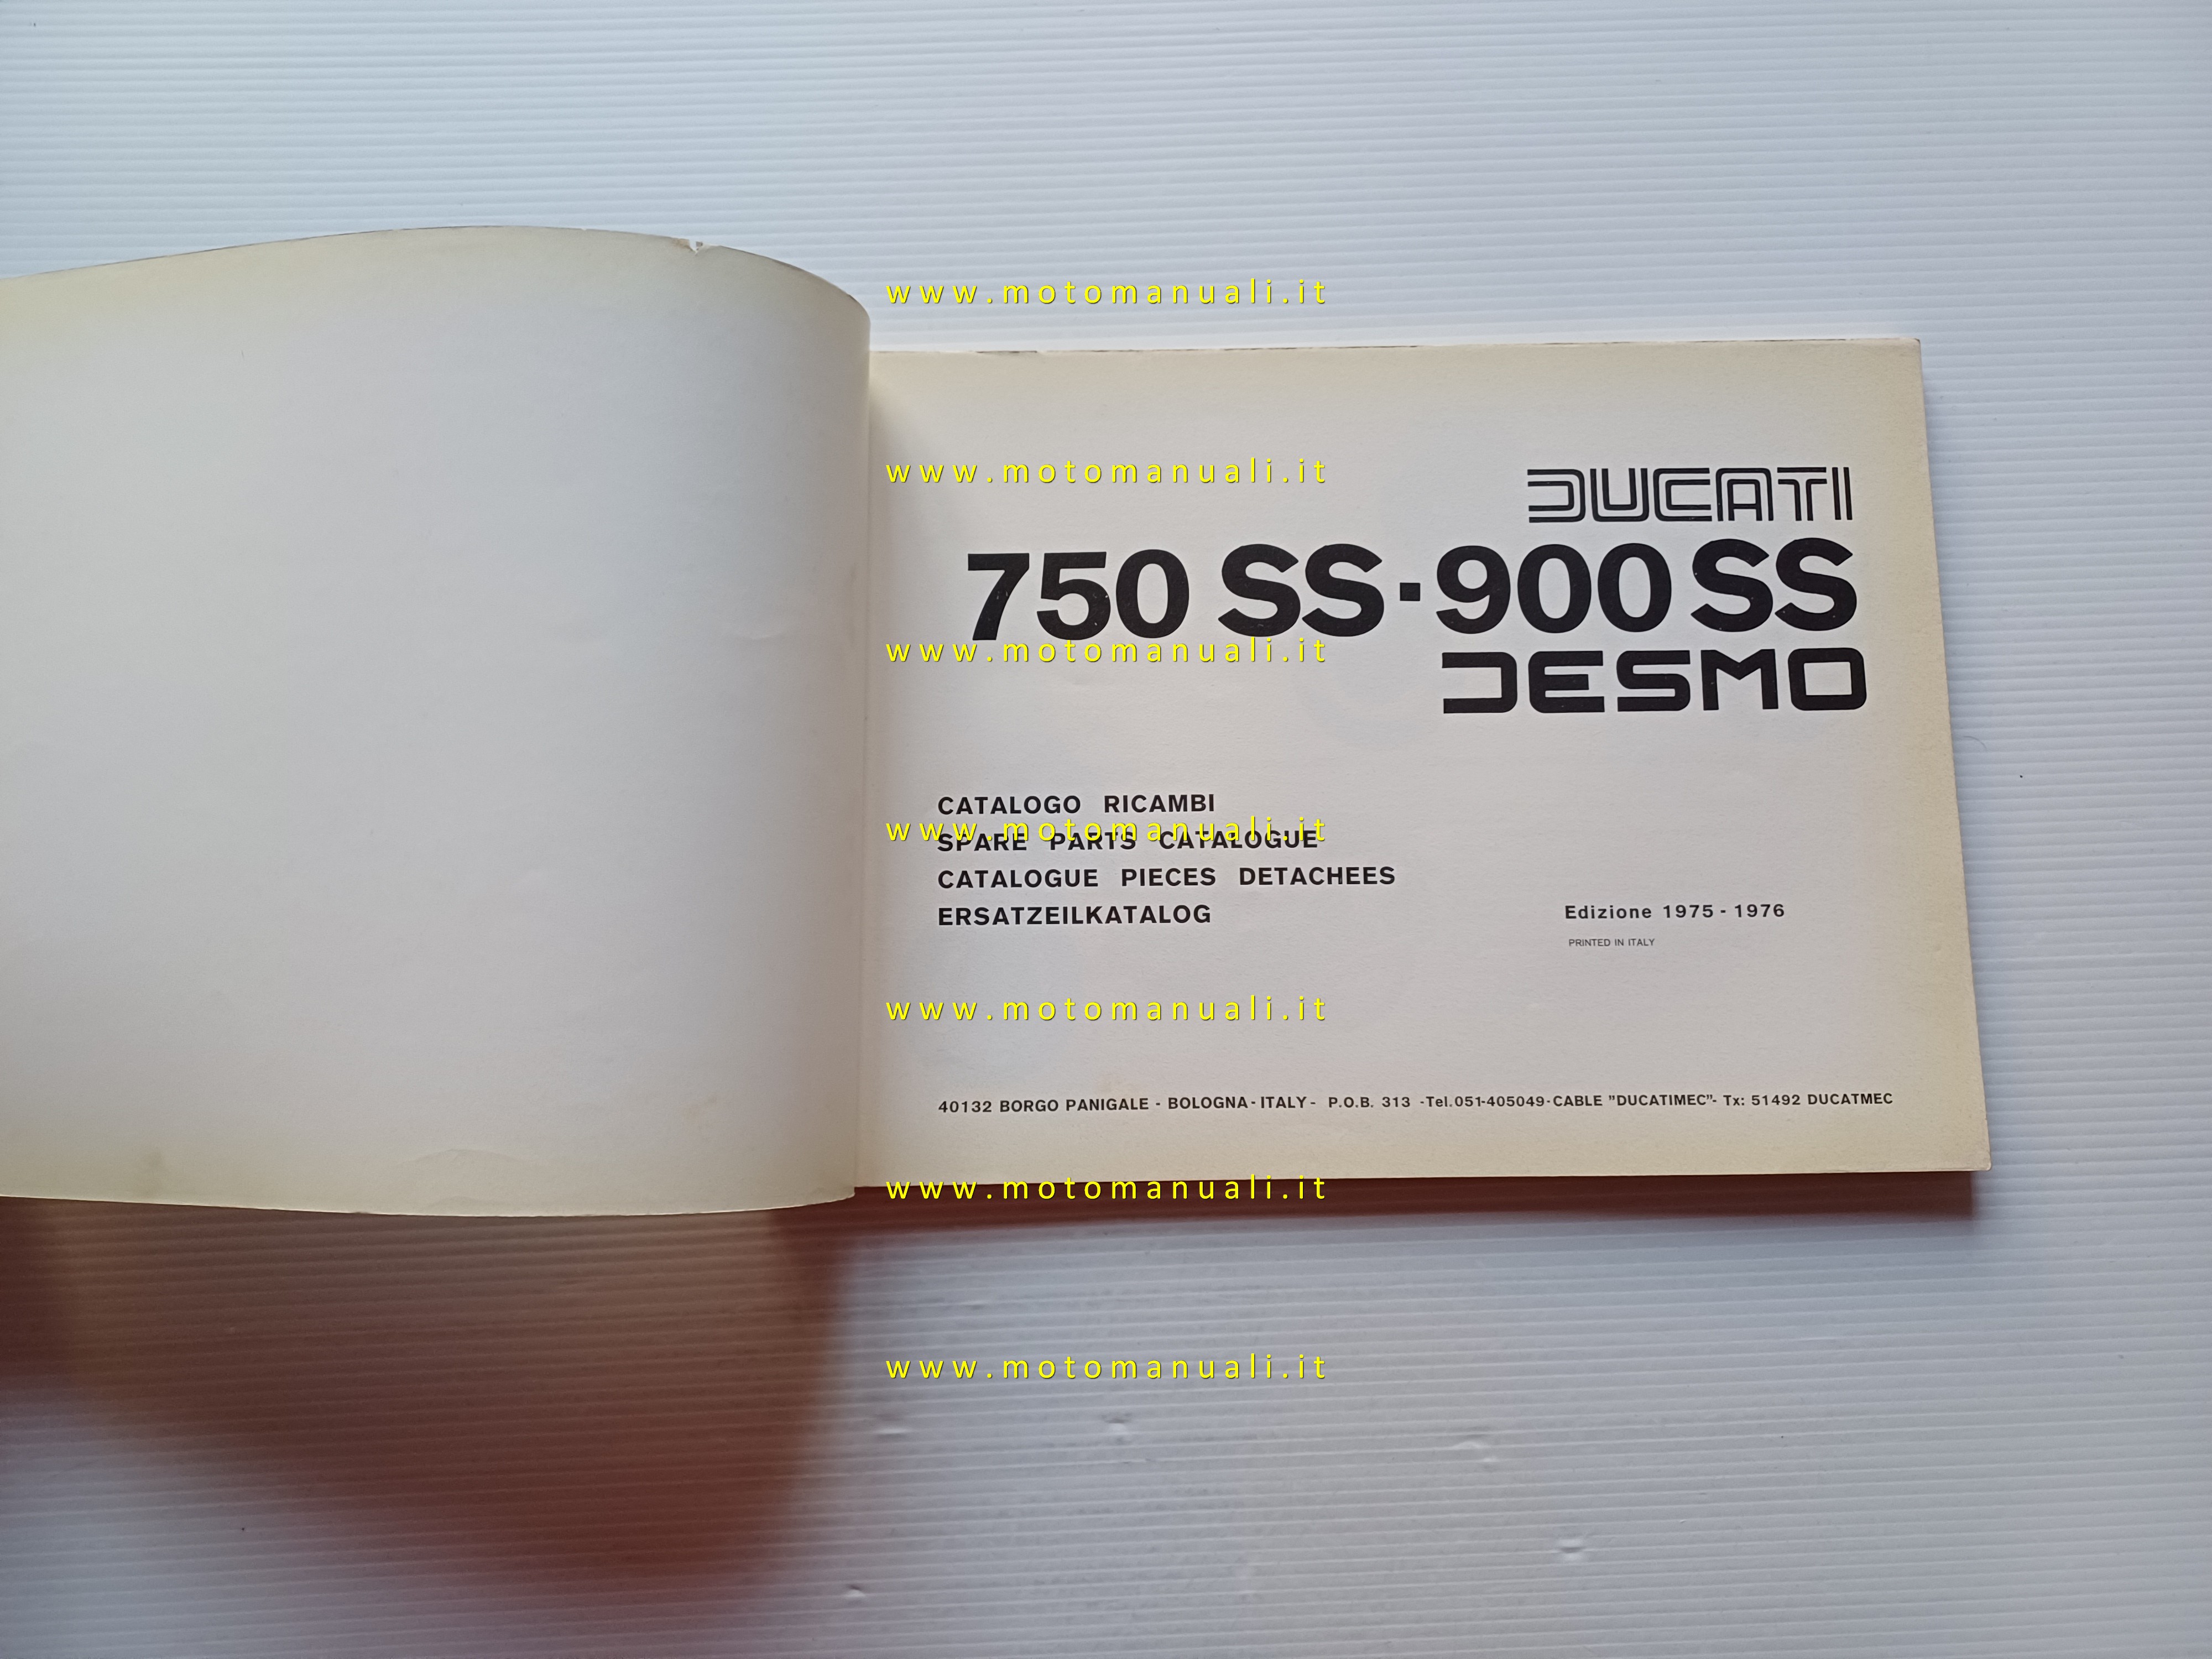 www.motomanuali.it
www.motomanuali.it
DUCATI
750 SS·900 SS
www.motomanuali.it
DESMO
CATALOGO RICAMBI
www.motomanuali.it
SPARE PARTS CATALOGUE
CATALOGUE PIECES DETACHEES
ERSATZEILKATALOG
Edizione 1975 - 1976
PRINTED IN ITALY
www.motomanuali.it
40132 BORGO PANIGALE - BOLOGNA - ITALY - P.O.B. 313 -Tel.051-405049-CABLE "DUCATIMEC"- Tx: 51492 DUCATMEC
www.motomanuali.it
www.motomanuali.it